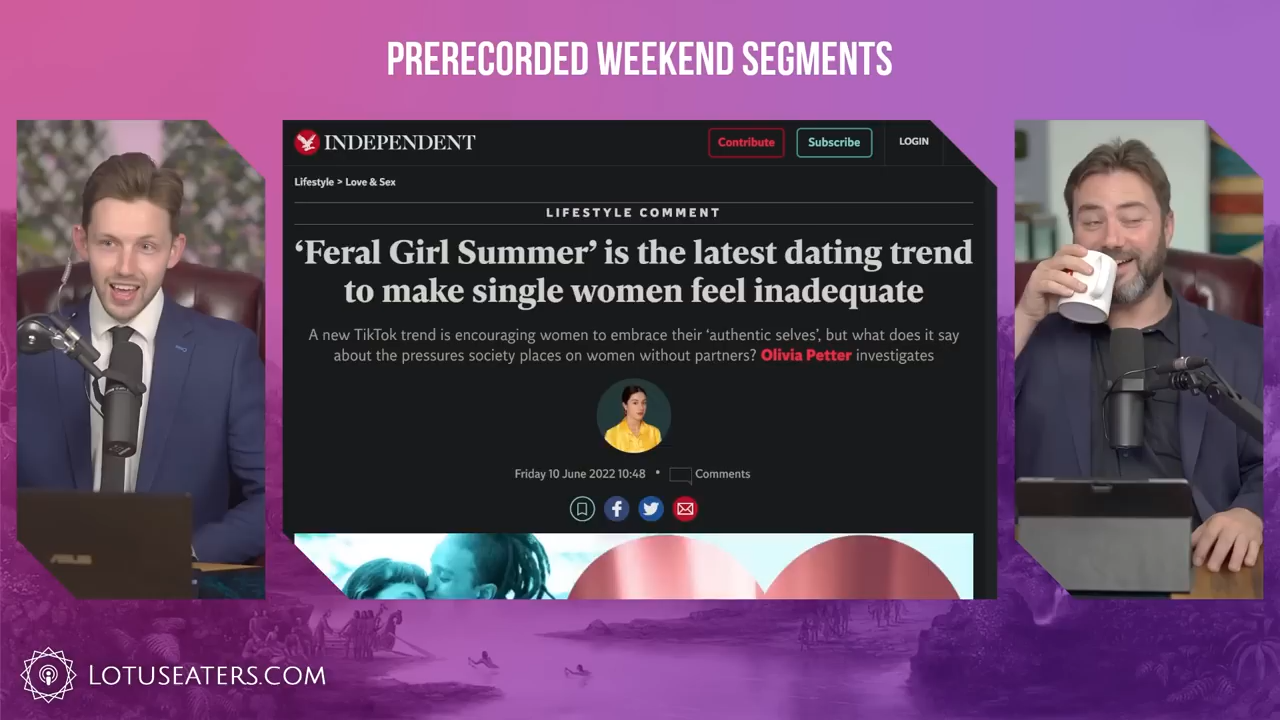 PRERECORDED WEEKEND SEGMENTS
INDEPENDENT
Contribute
Subscribe
LOGIN
Lifestyle > Love & Sex
LIFESTYLE COMMENT
‘Feral Girl Summer’ is the latest dating trend
to make single women feel inadequate
A new TikTok trend is encouraging women to embrace their ‘authentic selves’, but what does it say
about the pressures society places on women without partners? Olivia Petter investigates
Friday 10 June 2022 10:48 • Comments
ASUS
LOTUSEATERS.COM